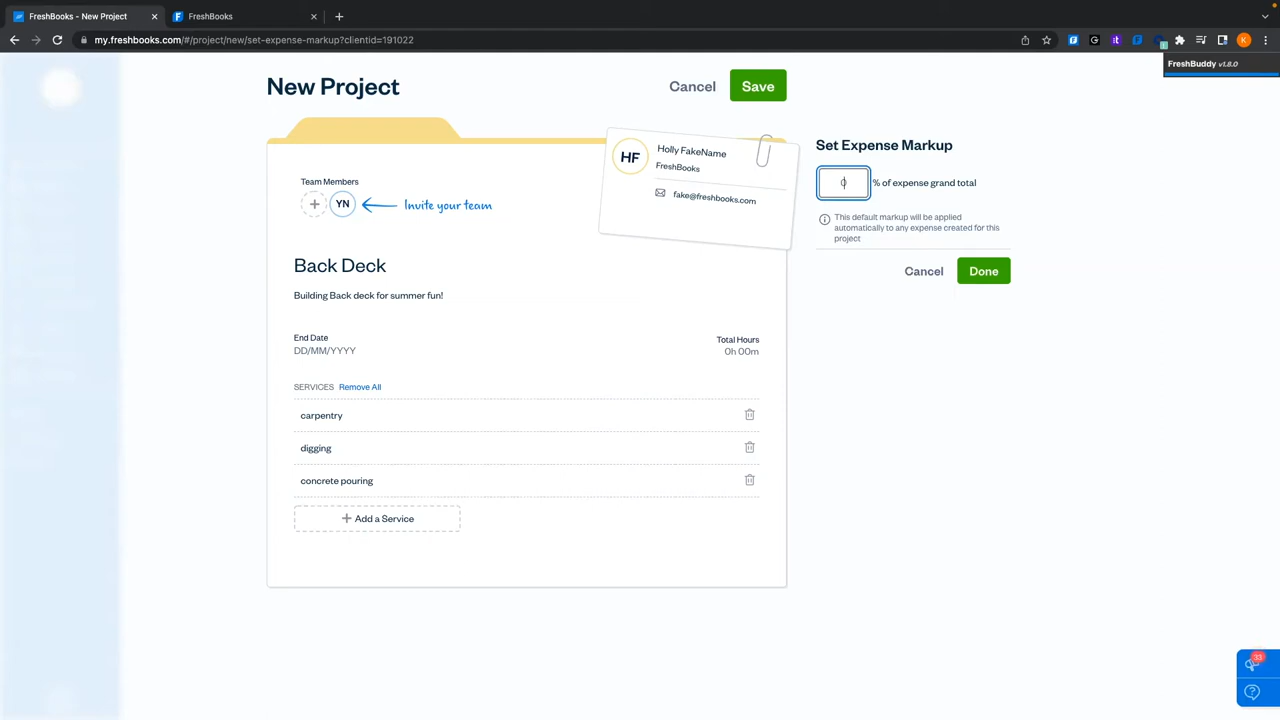 FreshBooks - New Project
FreshBooks
my.freshbooks.com/#/project/new/set-expense-markup?clientid=191022
K
FreshBuddy v1.8.0
New Project
Cancel
Save
HF
Holly FakeName
FreshBooks
fake@freshbooks.com
Team Members
YN
Invite your team
Back Deck
Building Back deck for summer fun!
End Date
DD/MM/YYYY
Total Hours
0h 00m
SERVICES Remove All
carpentry
digging
concrete pouring
Add a Service
Set Expense Markup
0 % of expense grand total
This default markup will be applied
automatically to any expense created for this
project
Cancel
Done
33